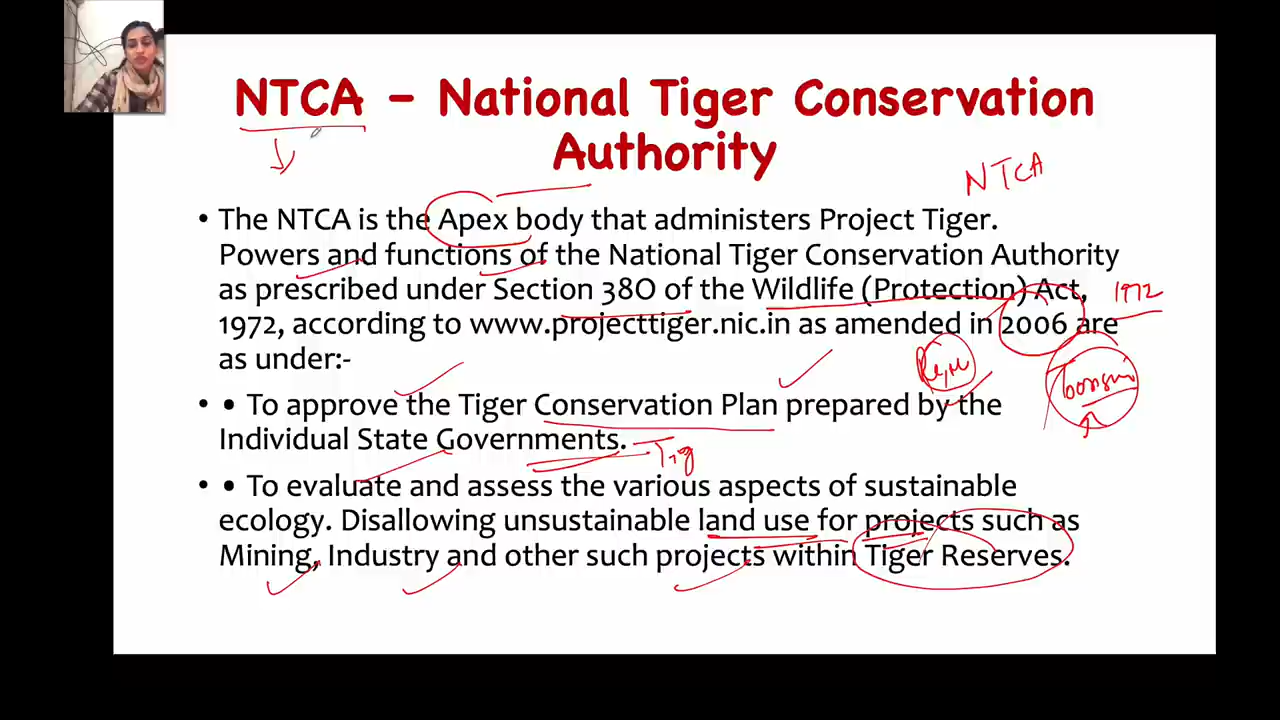 NTCA – National Tiger Conservation
Authority
NTCA
• The NTCA is the Apex body that administers Project Tiger.
Powers and functions of the National Tiger Conservation Authority
as prescribed under Section 38O of the Wildlife (Protection) Act,
1972
1972, according to www.projecttiger.nic.in as amended in 2006 are
as under:-
• • To approve the Tiger Conservation Plan prepared by the
Individual State Governments.
Tig
• • To evaluate and assess the various aspects of sustainable
ecology. Disallowing unsustainable land use for projects such as
Mining, Industry and other such projects within Tiger Reserves.